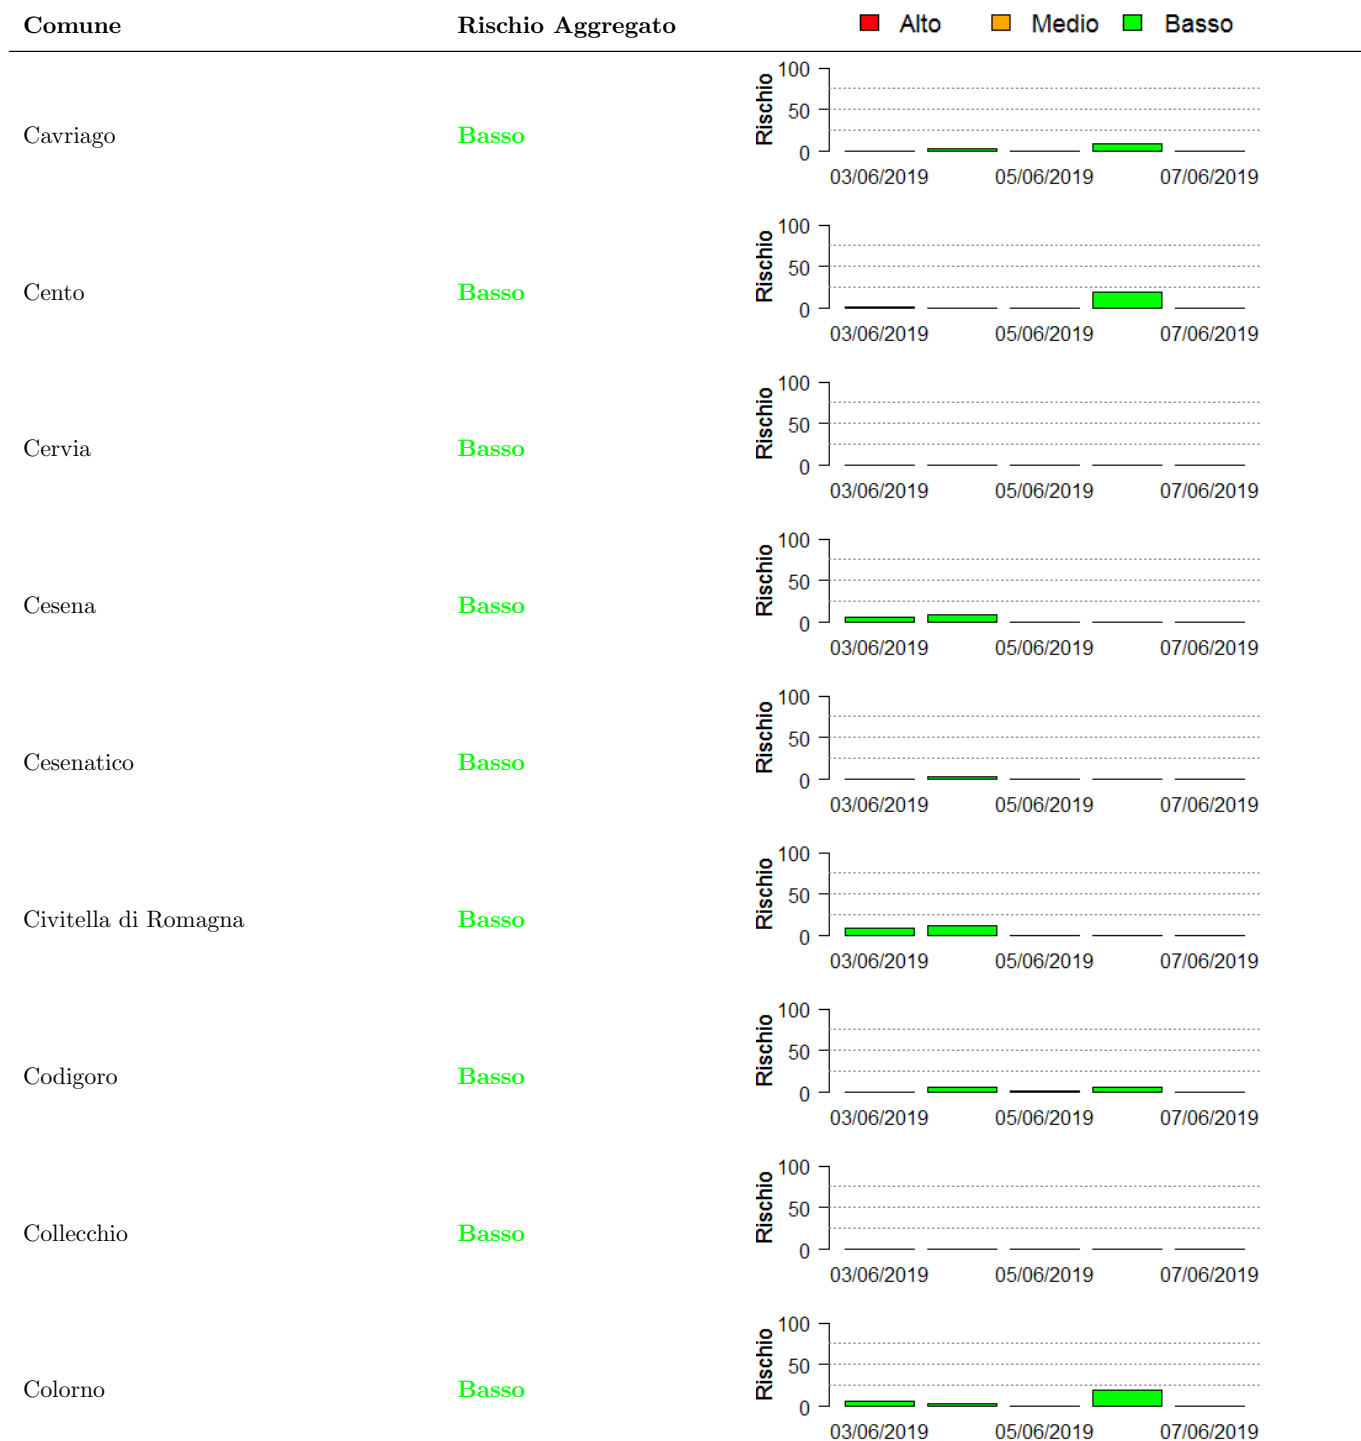 Comune Rischio Aggregato Alto Medio Basso
100
50
0
Rischio
Cavriago Basso
03/06/2019 05/06/2019 07/06/2019
100
50
0
Rischio
Cento Basso
03/06/2019 05/06/2019 07/06/2019
100
50
0
Rischio
Cervia Basso
03/06/2019 05/06/2019 07/06/2019
100
50
0
Rischio
Cesena Basso
03/06/2019 05/06/2019 07/06/2019
100
50
0
Rischio
Cesenatico Basso
03/06/2019 05/06/2019 07/06/2019
100
50
0
Rischio
Civitella di Romagna Basso
03/06/2019 05/06/2019 07/06/2019
100
50
0
Rischio
Codigoro Basso
03/06/2019 05/06/2019 07/06/2019
100
50
0
Rischio
Collecchio Basso
03/06/2019 05/06/2019 07/06/2019
100
50
0
Rischio
Colorno Basso
03/06/2019 05/06/2019 07/06/2019